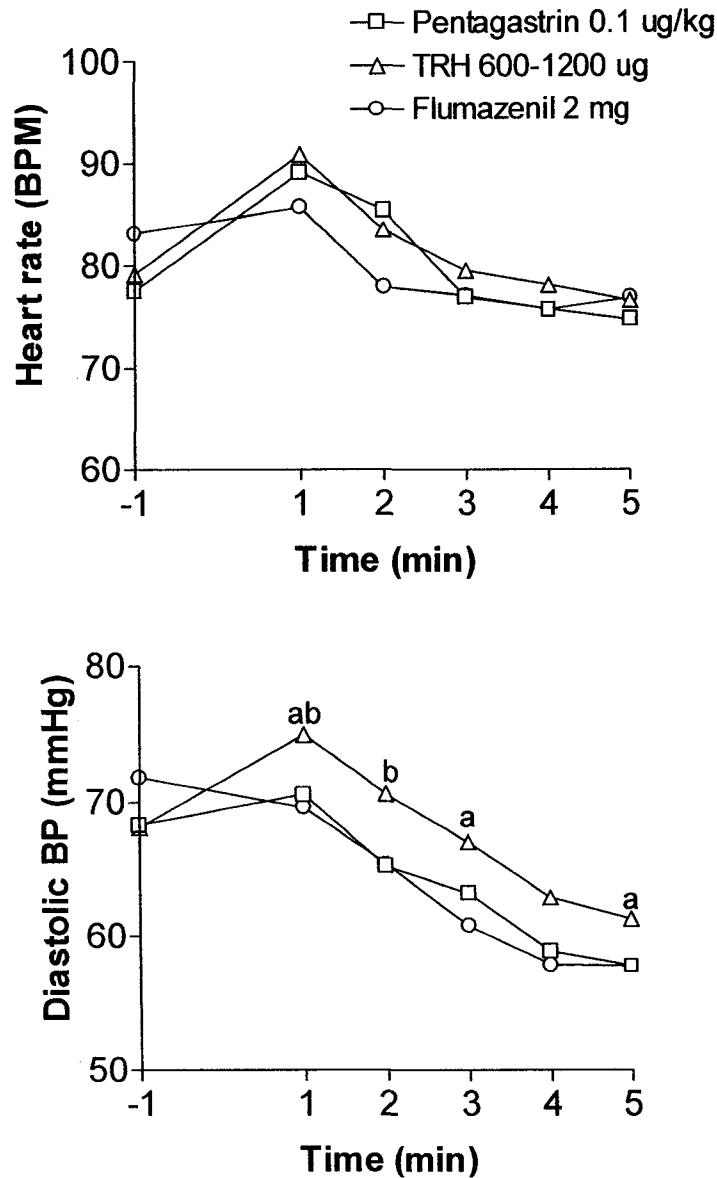 Pentagastrin 0.1 ug/kg
TRH 600-1200 ug
Flumazenil 2 mg
100
90
80
70
60
Heart rate (BPM)
-1 1 2 3 4 5
Time (min)
80
70
60
50
Diastolic BP (mmHg)
ab
b
a
a
-1 1 2 3 4 5
Time (min)